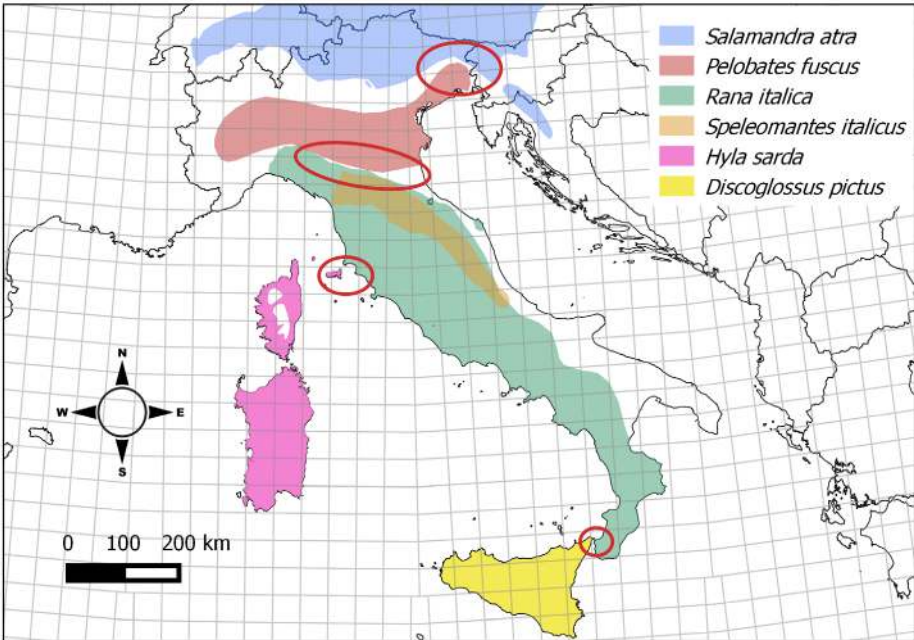 Salamandra atra
Pelobates fuscus
Rana italica
Speleomantes italicus
Hyla sarda
Discoglossus pictus
N
W E
S
0 100 200 km